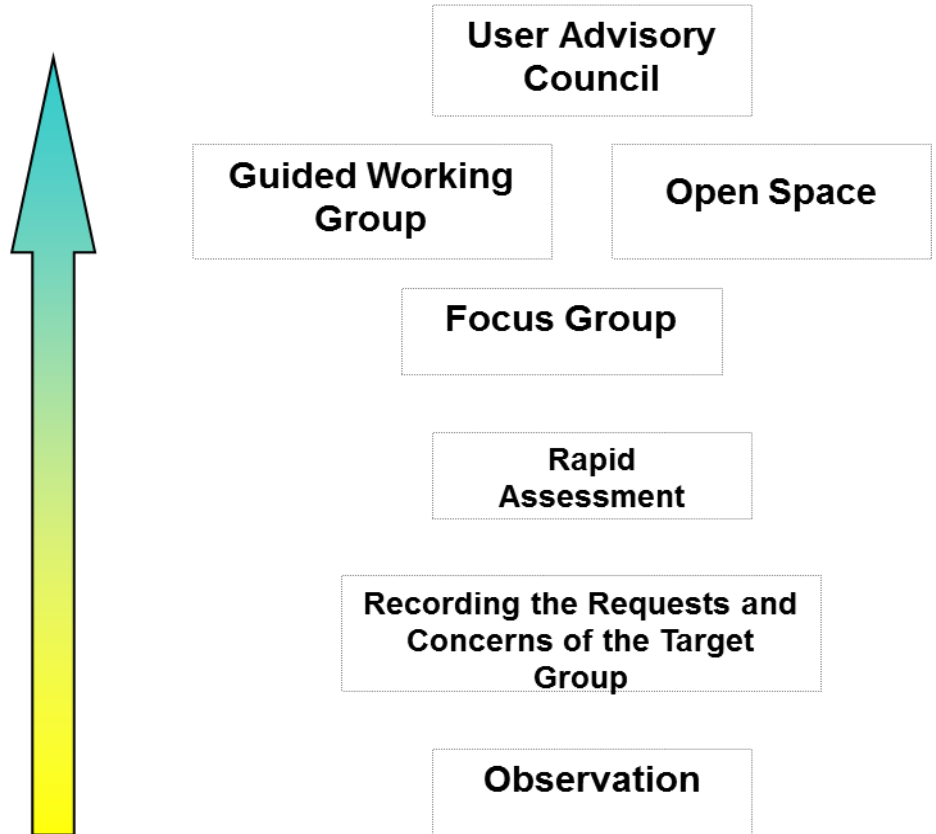 User Advisory
Council
Guided Working
Group
Open Space
Focus Group
Rapid
Assessment
Recording the Requests and
Concerns of the Target
Group
Observation